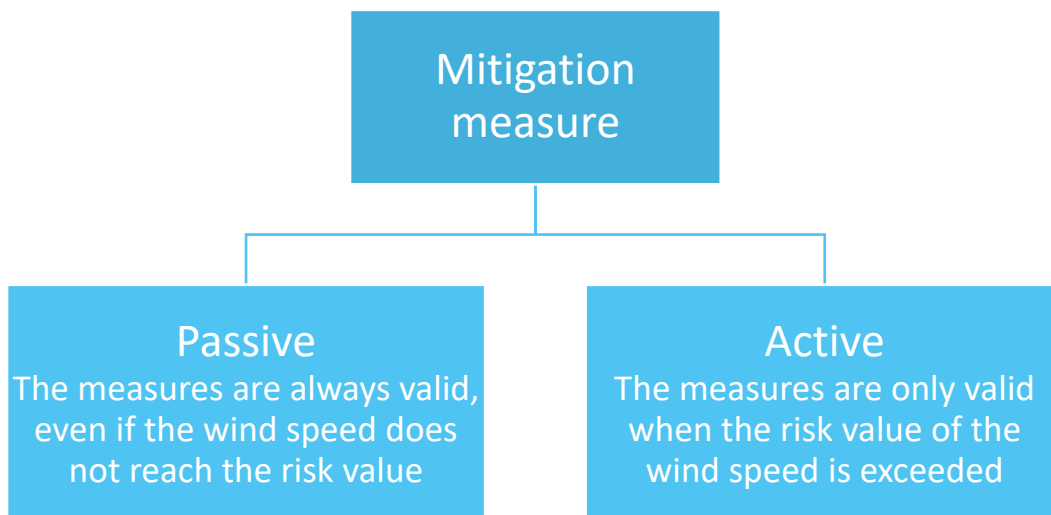 Mitigation
measure
Passive
The measures are always valid,
even if the wind speed does
not reach the risk value
Active
The measures are only valid
when the risk value of the
wind speed is exceeded